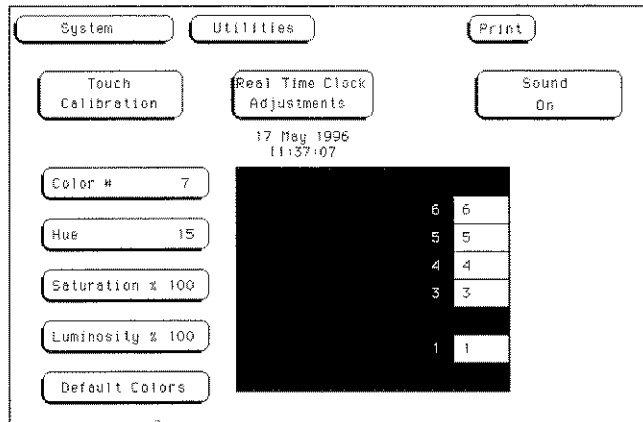 System Utilities Print
Touch
Calibration
Real Time Clock
Adjustments
Sound
On
17 May 1996
11:37:07
Color # 7
Hue 15
Saturation % 100
Luminosity % 100
Default Colors
6 6
5 5
4 4
3 3
1 1